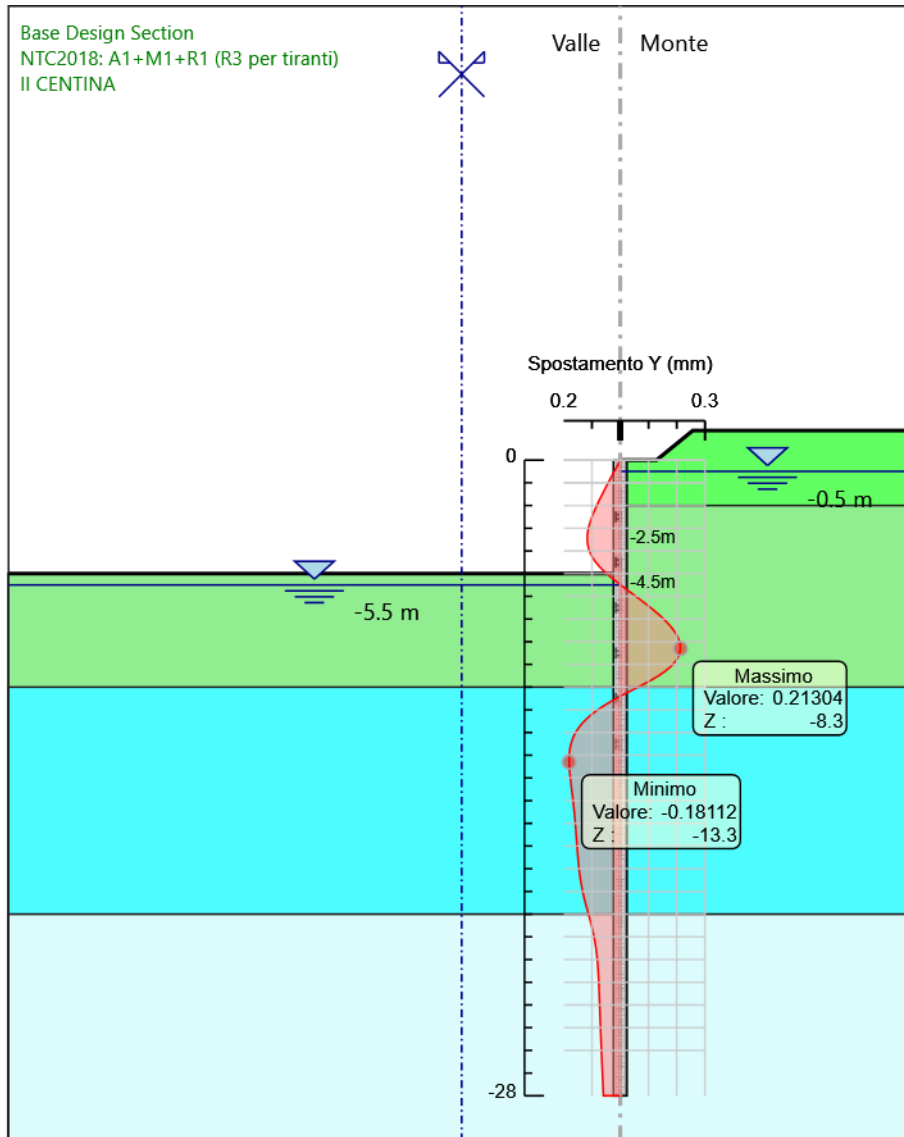 Base Design Section
NTC2018: A1+M1+R1 (R3 per tiranti)
II CENTINA
Valle
Monte
Spostamento Y (mm)
0.2
0.3
0
-0.5 m
-2.5m
-4.5m
-5.5 m
Massimo
Valore: 0.21304
Z : -8.3
Minimo
Valore: -0.18112
Z : -13.3
-28